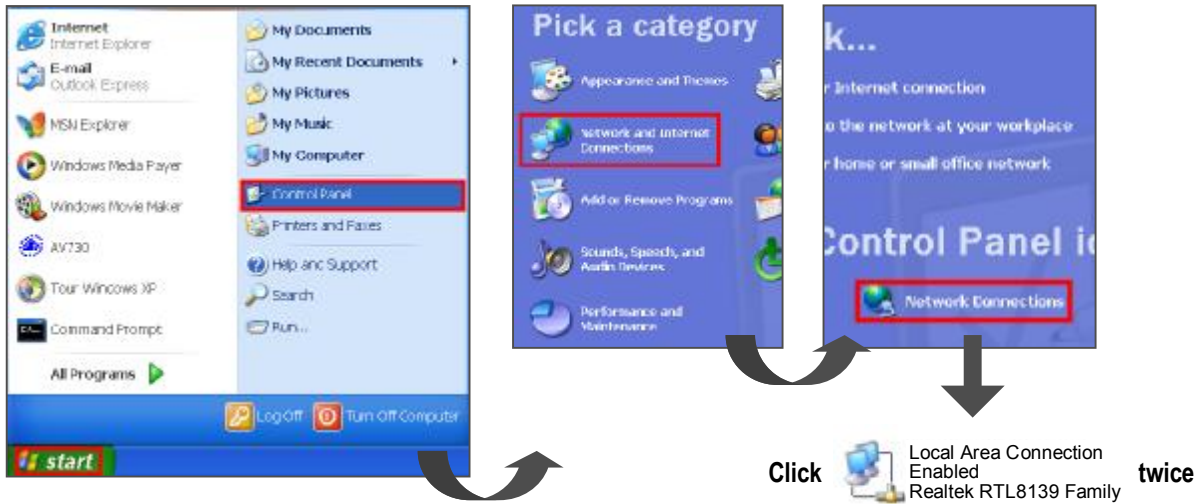 Internet
Internet Explorer
E-mail
Outlook Express
MSN Explorer
Windows Media Player
Windows Movie Maker
AV730
Tour Windows XP
Command Prompt
All Programs
My Documents
My Recent Documents
My Pictures
My Music
My Computer
Control Panel
Printers and Faxes
Help and Support
Search
Run...
Log Off
Turn Off Computer
start
Pick a category
Appearance and Themes
Network and Internet
Connections
Add or Remove Programs
Sounds, Speech, and
Audio Devices
Performance and
Maintenance
k...
r Internet connection
o the network at your workplace
r home or small office network
Control Panel ic
Network Connections
Click
Local Area Connection
Enabled
Realtek RTL8139 Family
twice